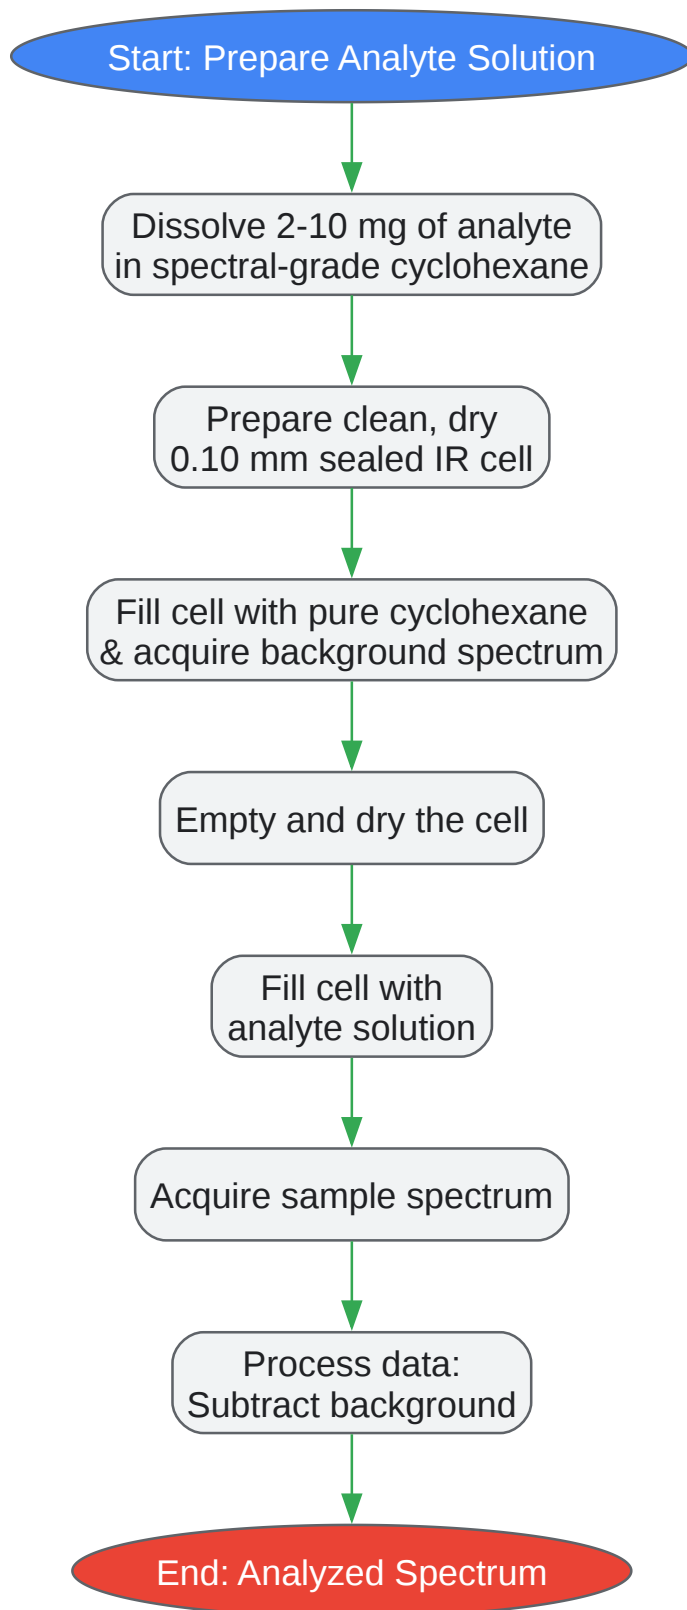 Start: Prepare Analyte Solution
Dissolve 2-10 mg of analyte
in spectral-grade cyclohexane
Prepare clean, dry
0.10 mm sealed IR cell
Fill cell with pure cyclohexane
& acquire background spectrum
Empty and dry the cell
Fill cell with
analyte solution
Acquire sample spectrum
Process data:
Subtract background
End: Analyzed Spectrum